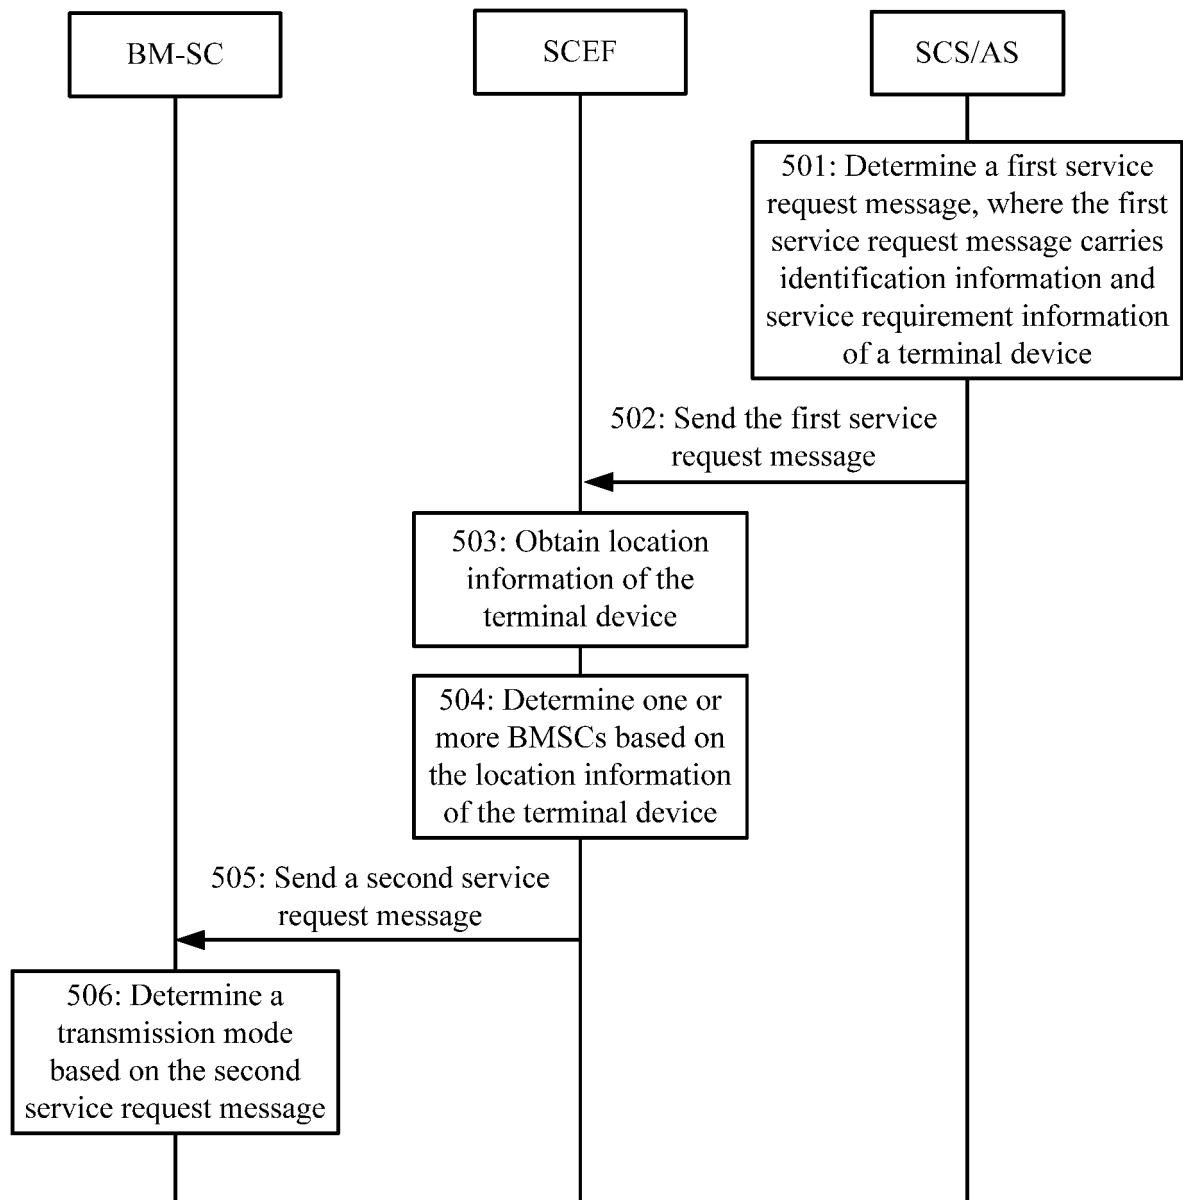 BM-SC
SCEF
SCS/AS
501: Determine a first service
request message, where the first
service request message carries
identification information and
service requirement information
of a terminal device
502: Send the first service
request message
503: Obtain location
information of the
terminal device
504: Determine one or
more BMSCs based on
the location information
of the terminal device
505: Send a second service
request message
506: Determine a
transmission mode
based on the second
service request message